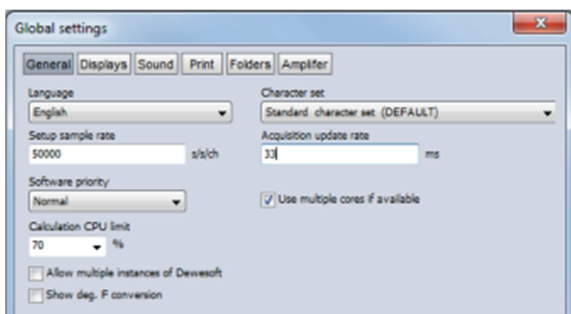 Global settings
General Displays Sound Print Folders Amplifer
Language
Character set
English
Standard character set (DEFAULT)
Setup sample rate
Acquisition update rate
50000 s/s/ch
33 ms
Software priority
Normal
Use multiple cores if available
Calculation CPU limit
70 %
Allow multiple instances of Dewesoft
Show deg. F conversion